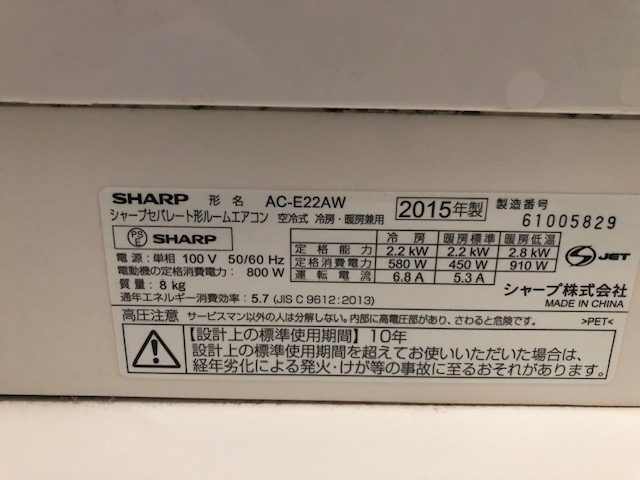 SHARP 形名 AC-E22AW 2015年製 製造番号 61005829
シャープセパレート形ルームエアコン 空冷式 冷房・暖房兼用
PS E SHARP
電源:単相 100 V 50/60 Hz
電動機の定格消費電力: 800 W
質量:8 kg
通年エネルギー消費効率:5.7 (JIS C 9612:2013)
冷房 暖房標準 暖房低温
定格能力 2.2 kW 2.2 kW 2.8 kW
定格消費電力 580 W 450 W 910 W
運転電流 6.8 A 5.3 A
S JET
シャープ株式会社
MADE IN CHINA
高圧注意 サービスマン以外の人は分解しない。内部に高電圧部があり、さわると危険です。 >PET<
【設計上の標準使用期間】10年
設計上の標準使用期間を超えてお使いいただいた場合は、
経年劣化による発火・けが等の事故に至るおそれがあります。